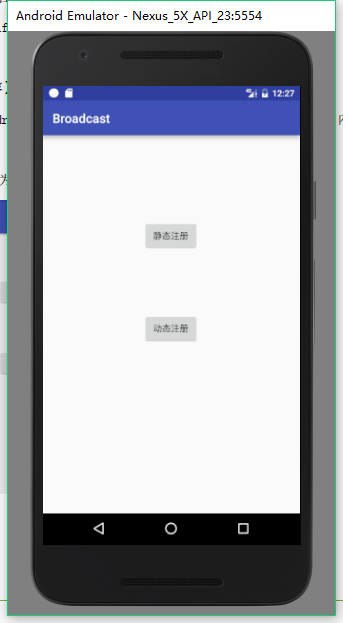 Android Emulator - Nexus_5X_API_23:5554
12:27
Broadcast
静态注册
动态注册